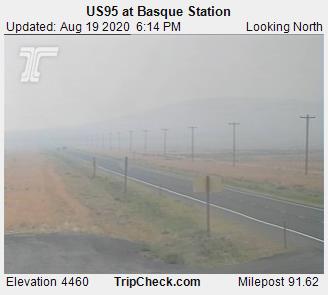 US95 at Basque Station
Updated: Aug 19 2020 6:14 PM Looking North
Elevation 4460 TripCheck.com Milepost 91.62